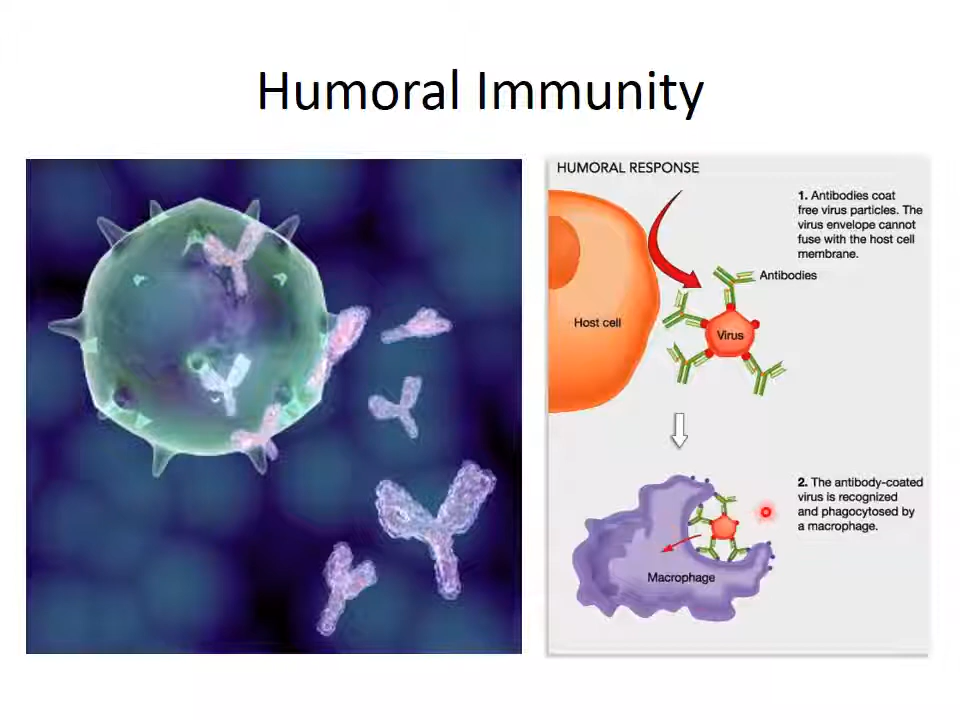 Humoral Immunity
HUMORAL RESPONSE
1. Antibodies coat
free virus particles. The
virus envelope cannot
fuse with the host cell
membrane.
Antibodies
Host cell
Virus
2. The antibody-coated
virus is recognized
and phagocytosed by
a macrophage.
Macrophage